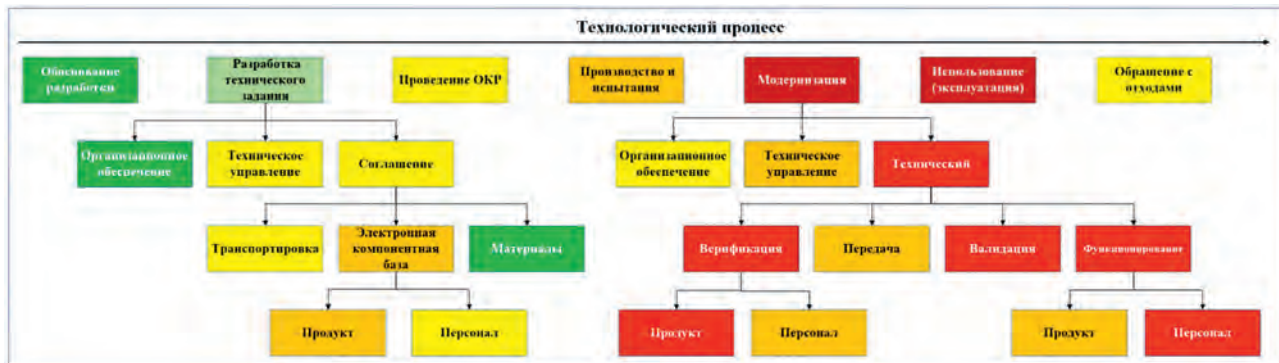 Технологический процесс
Обоснование
разработки
Разработка
технического
задания
Проведение ОКР
Производство и
испытания
Модернизация
Использование
(эксплуатация)
Обращение с
отходами
Организационное
обеспечение
Техническое
управление
Соглашение
Организационное
обеспечение
Техническое
управление
Технический
Транспортировка
Электронная
компонентная
база
Материалы
Верификация
Передача
Валидация
Функционирование
Продукт
Персонал
Продукт
Персонал
Продукт
Персонал